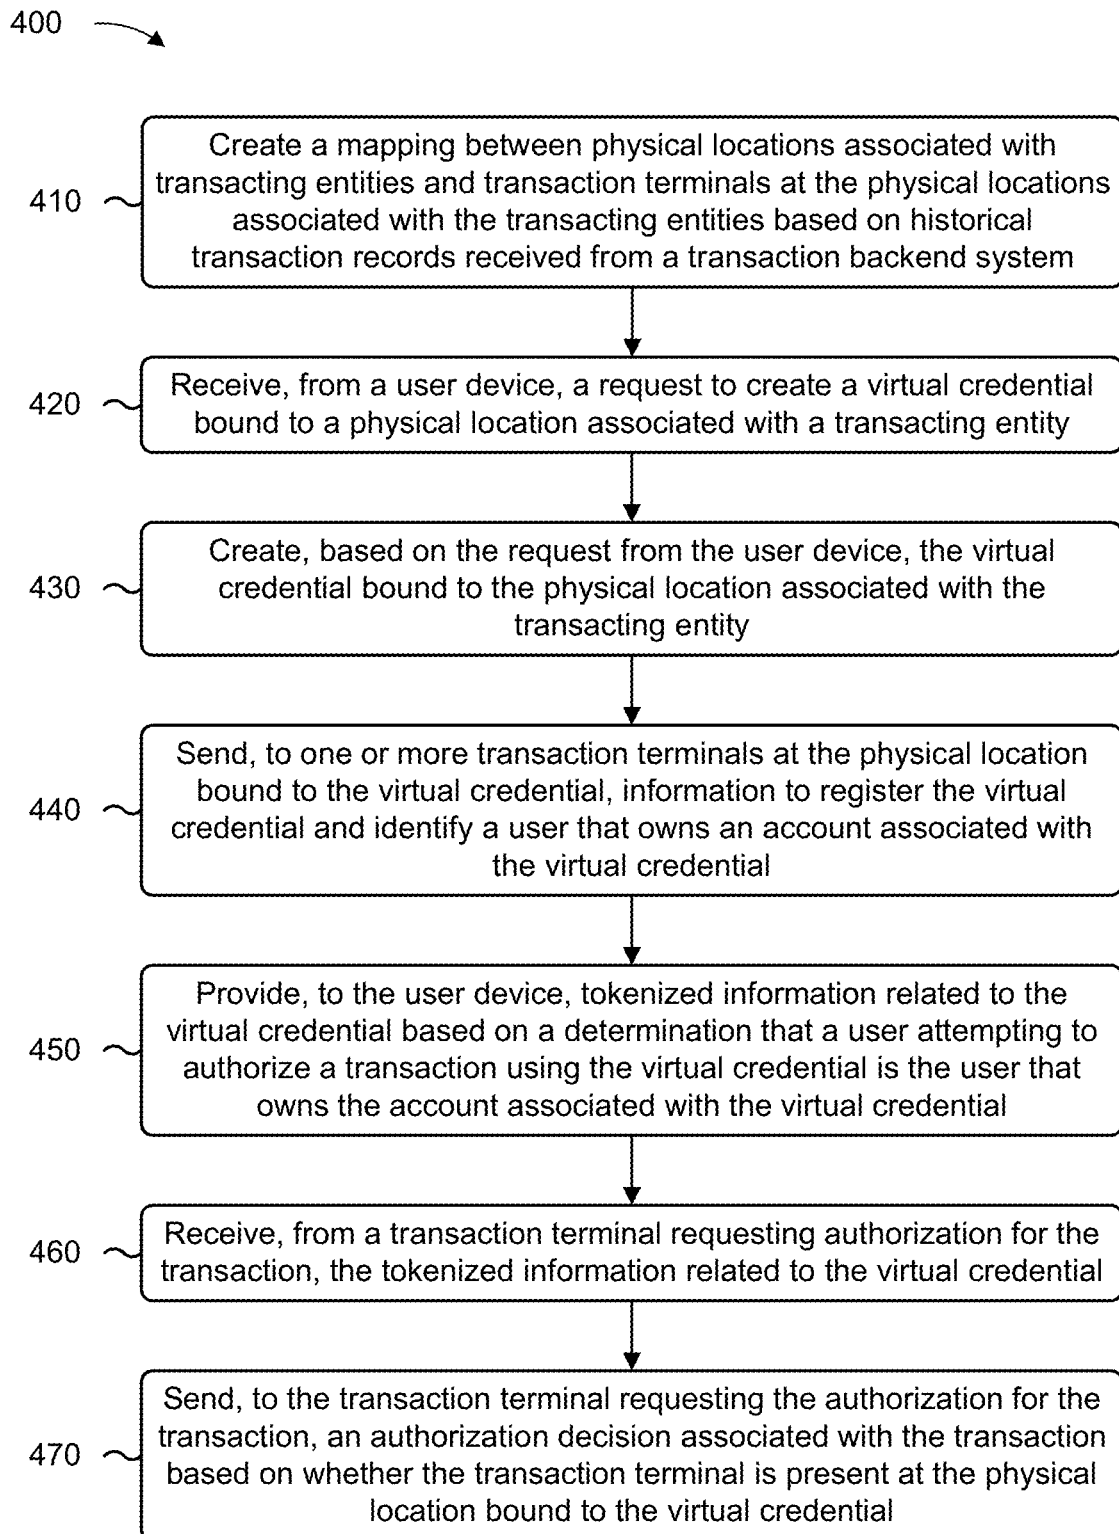 400
410
Create a mapping between physical locations associated with
transacting entities and transaction terminals at the physical locations
associated with the transacting entities based on historical
transaction records received from a transaction backend system
420
Receive, from a user device, a request to create a virtual credential
bound to a physical location associated with a transacting entity
430
Create, based on the request from the user device, the virtual
credential bound to the physical location associated with the
transacting entity
440
Send, to one or more transaction terminals at the physical location
bound to the virtual credential, information to register the virtual
credential and identify a user that owns an account associated with
the virtual credential
450
Provide, to the user device, tokenized information related to the
virtual credential based on a determination that a user attempting to
authorize a transaction using the virtual credential is the user that
owns the account associated with the virtual credential
460
Receive, from a transaction terminal requesting authorization for the
transaction, the tokenized information related to the virtual credential
470
Send, to the transaction terminal requesting the authorization for the
transaction, an authorization decision associated with the transaction
based on whether the transaction terminal is present at the physical
location bound to the virtual credential